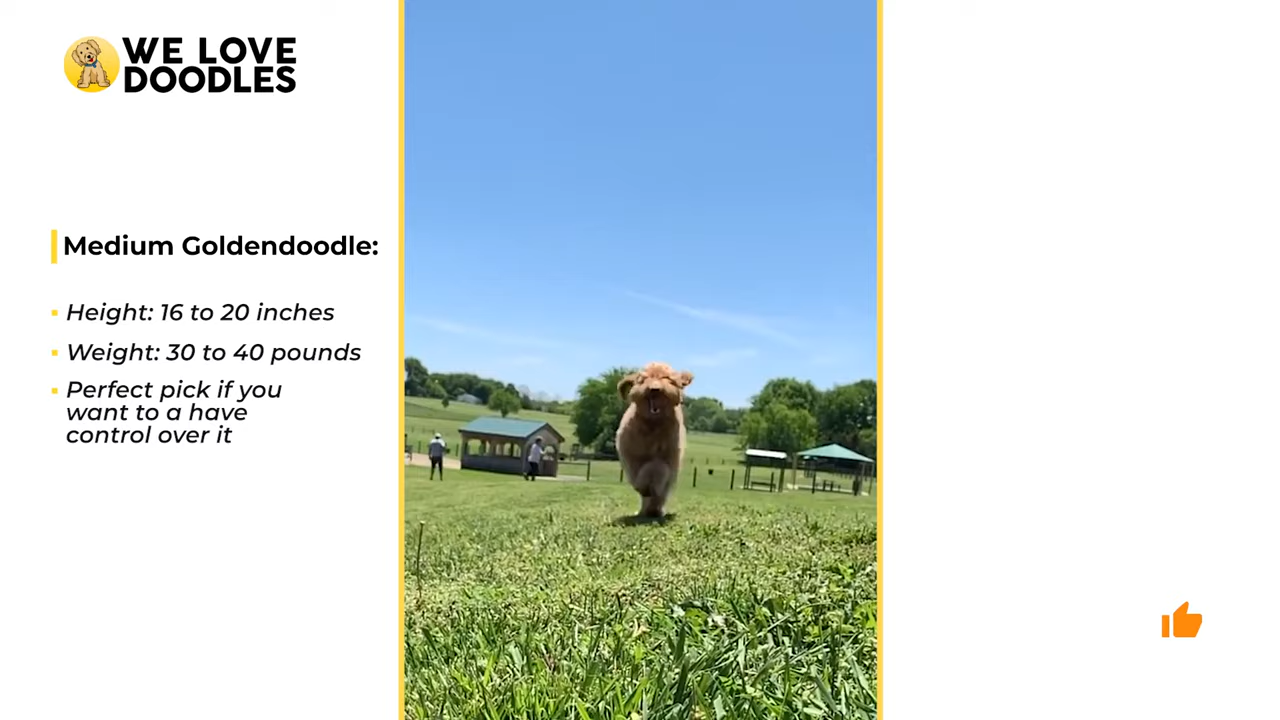 WE LOVE
DOODLES
Medium Goldendoodle:
Height: 16 to 20 inches
Weight: 30 to 40 pounds
Perfect pick if you
want to a have
control over it